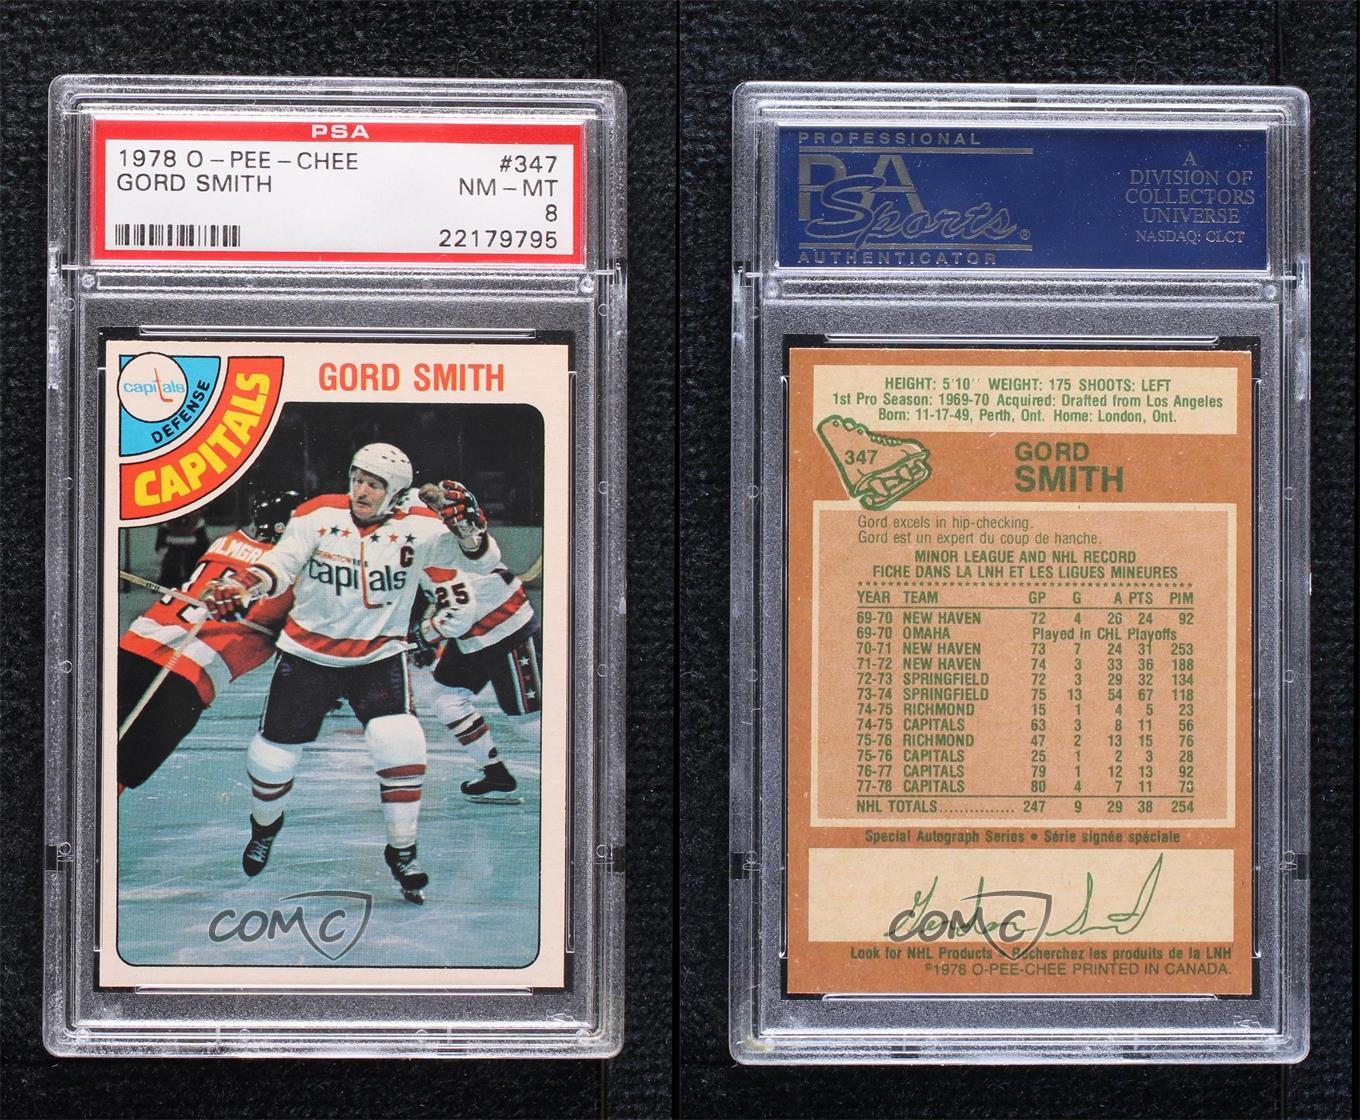 PSA
1978 O-PEE-CHEE #347
GORD SMITH NM-MT
8
22179795
capitals
DEFENSE
CAPITALS
GORD SMITH
C
capitals
25
COMC
PROFESSIONAL
PSA
Sports®
AUTHENTICATOR
A
DIVISION OF
COLLECTORS
UNIVERSE
NASDAQ: CLCT
HEIGHT: 5'10" WEIGHT: 175 SHOOTS: LEFT
1st Pro Season: 1969-70 Acquired: Drafted from Los Angeles
Born: 11-17-49, Perth, Ont. Home: London, Ont.
347
GORD
SMITH
Gord excels in hip-checking.
Gord est un expert du coup de hanche.
MINOR LEAGUE AND NHL RECORD
FICHE DANS LA LNH ET LES LIGUES MINEURES
YEAR TEAM GP G A PTS PIM
69-70 NEW HAVEN 72 4 20 24 92
69-70 OMAHA Played in CHL Playoffs
70-71 NEW HAVEN 73 7 24 31 253
71-72 NEW HAVEN 74 3 33 36 188
72-73 SPRINGFIELD 72 3 29 32 134
73-74 SPRINGFIELD 75 13 54 67 118
74-75 RICHMOND 15 1 4 5 23
74-75 CAPITALS 63 3 8 11 56
75-76 RICHMOND 47 2 13 15 76
75-76 CAPITALS 25 1 2 3 28
76-77 CAPITALS 79 1 12 13 92
77-78 CAPITALS 80 4 7 11 78
NHL TOTALS............... 247 9 29 38 254
Special Autograph Series • Série signée spéciale
Gordon Smith
COMC
Look for NHL Products • Recherchez les produits de la LNH
©1978 O-PEE-CHEE PRINTED IN CANADA.